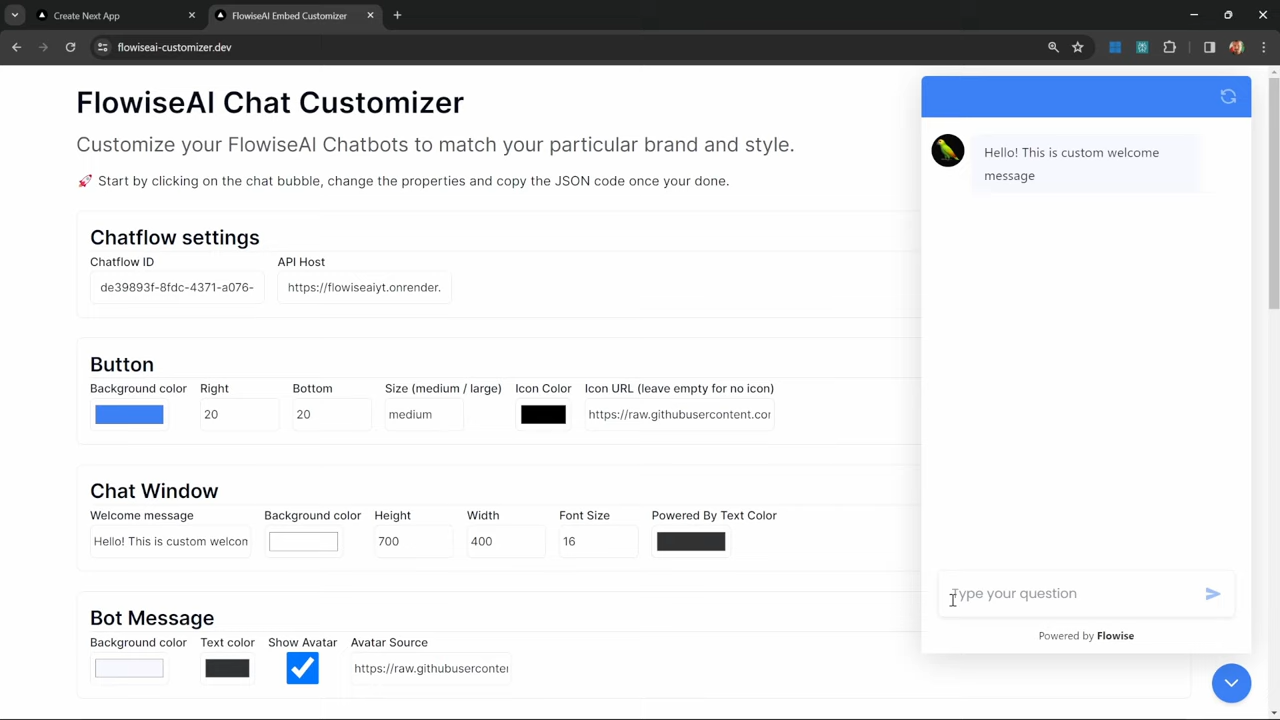 Create Next App
FlowiseAI Embed Customizer
flowiseai-customizer.dev
FlowiseAI Chat Customizer
Customize your FlowiseAI Chatbots to match your particular brand and style.
🚀 Start by clicking on the chat bubble, change the properties and copy the JSON code once your done.
Chatflow settings
Chatflow ID API Host
de39893f-8fdc-4371-a076- https://flowiseaiyt.onrender.
Button
Background color Right Bottom Size (medium / large) Icon Color Icon URL (leave empty for no icon)
20 20 medium https://raw.githubusercontent.cor
Chat Window
Welcome message Background color Height Width Font Size Powered By Text Color
Hello! This is custom welcon 700 400 16
Bot Message
Background color Text color Show Avatar Avatar Source
https://raw.githubuserconter
Hello! This is custom welcome
message
Type your question
Powered by Flowise